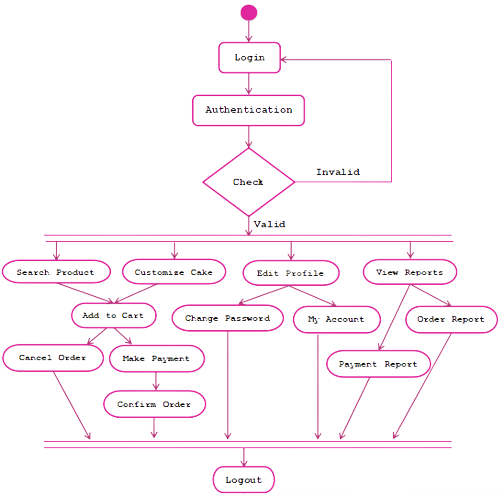 Login
Authentication
Check
Invalid
Valid
Search Product
Customize Cake
Edit Profile
View Reports
Add to Cart
Change Password
My Account
Order Report
Cancel Order
Make Payment
Payment Report
Confirm Order
Logout